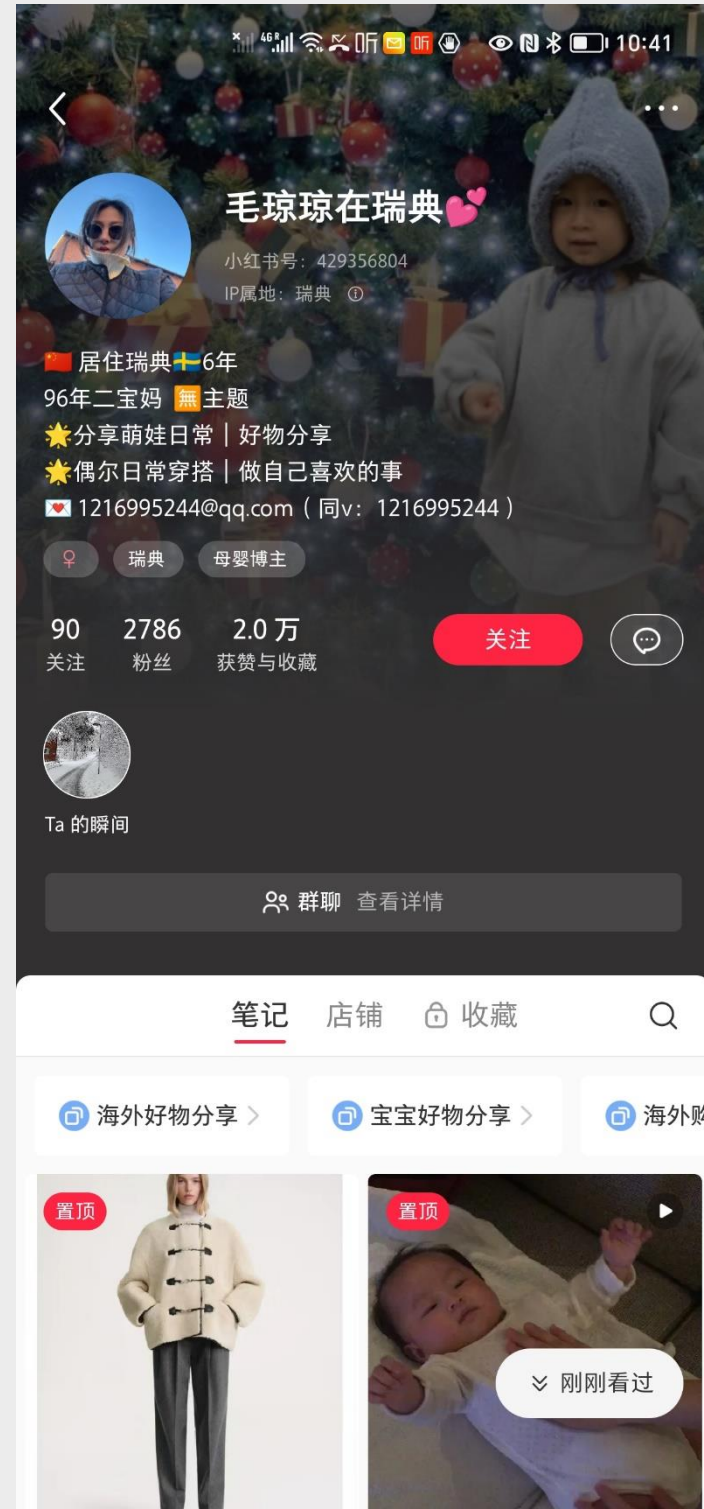 46R 听 听 10:41
毛琼琼在瑞典💕
小红书号：429356804
IP属地：瑞典
🇨🇳 居住瑞典🇸🇪6年
96年二宝妈 🈚主题
🌟分享萌娃日常｜好物分享
🌟偶尔日常穿搭｜做自己喜欢的事
💌 1216995244@qq.com（同v：1216995244）
♀ 瑞典 母婴博主
90 2786 2.0 万
关注 粉丝 获赞与收藏
关注
Ta 的瞬间
群聊 查看详情
笔记 店铺 收藏
海外好物分享 宝宝好物分享 海外购
置顶 置顶
刚刚看过